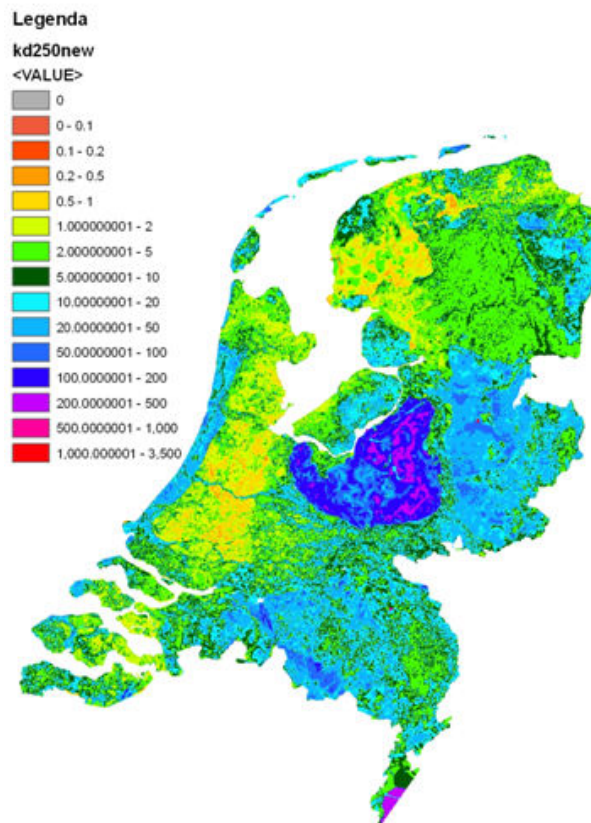 Legenda
kd250new
<VALUE>
0
0 - 0.1
0.1 - 0.2
0.2 - 0.5
0.5 - 1
1.000000001 - 2
2.000000001 - 5
5.000000001 - 10
10.00000001 - 20
20.00000001 - 50
50.00000001 - 100
100.0000001 - 200
200.0000001 - 500
500.0000001 - 1,000
1,000.000001 - 3,500